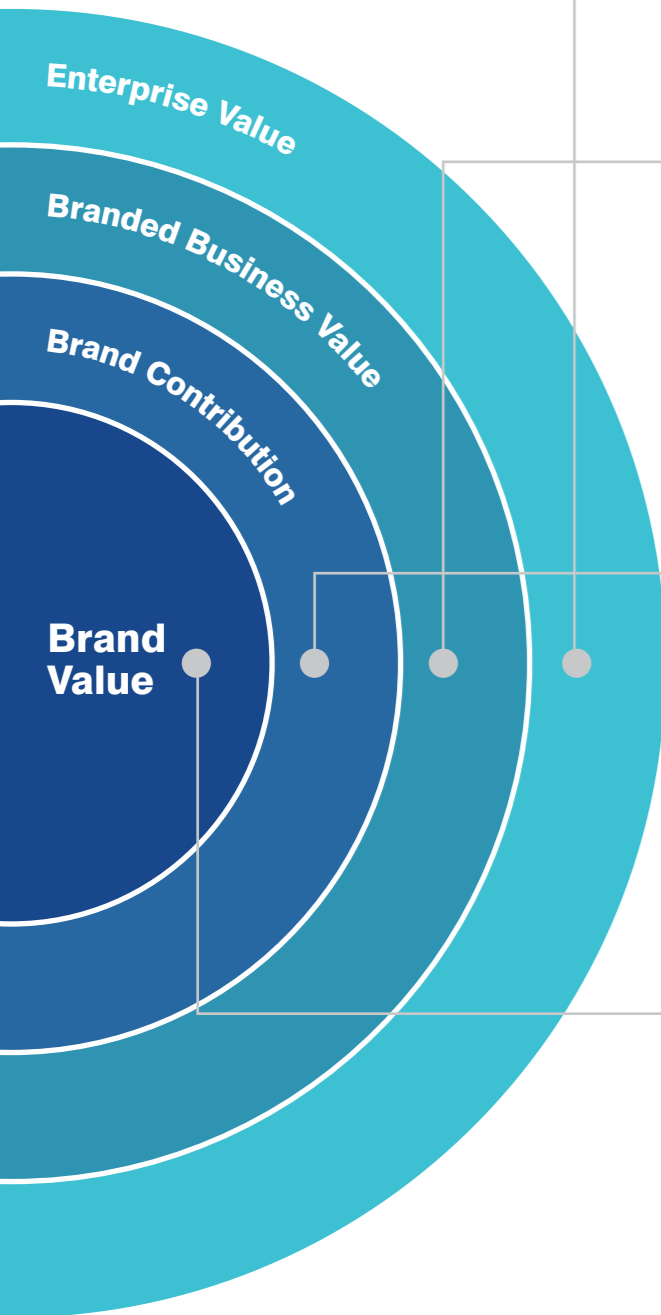 Enterprise Value
Branded Business Value
Brand Contribution
Brand
Value